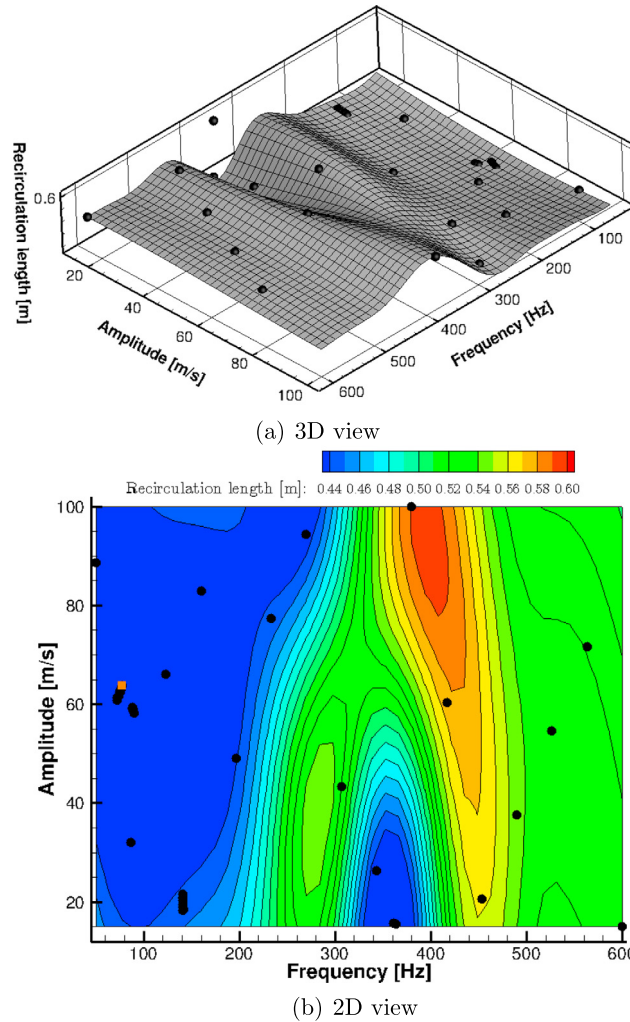 Recirculation length [m]
0.6
20
40
60
80
100
Amplitude [m/s]
100
200
300
400
500
600
Frequency [Hz]
(a) 3D view
Recirculation length [m]: 0.44 0.46 0.48 0.50 0.52 0.54 0.56 0.58 0.60
100
80
60
40
20
Amplitude [m/s]
100 200 300 400 500 600
Frequency [Hz]
(b) 2D view